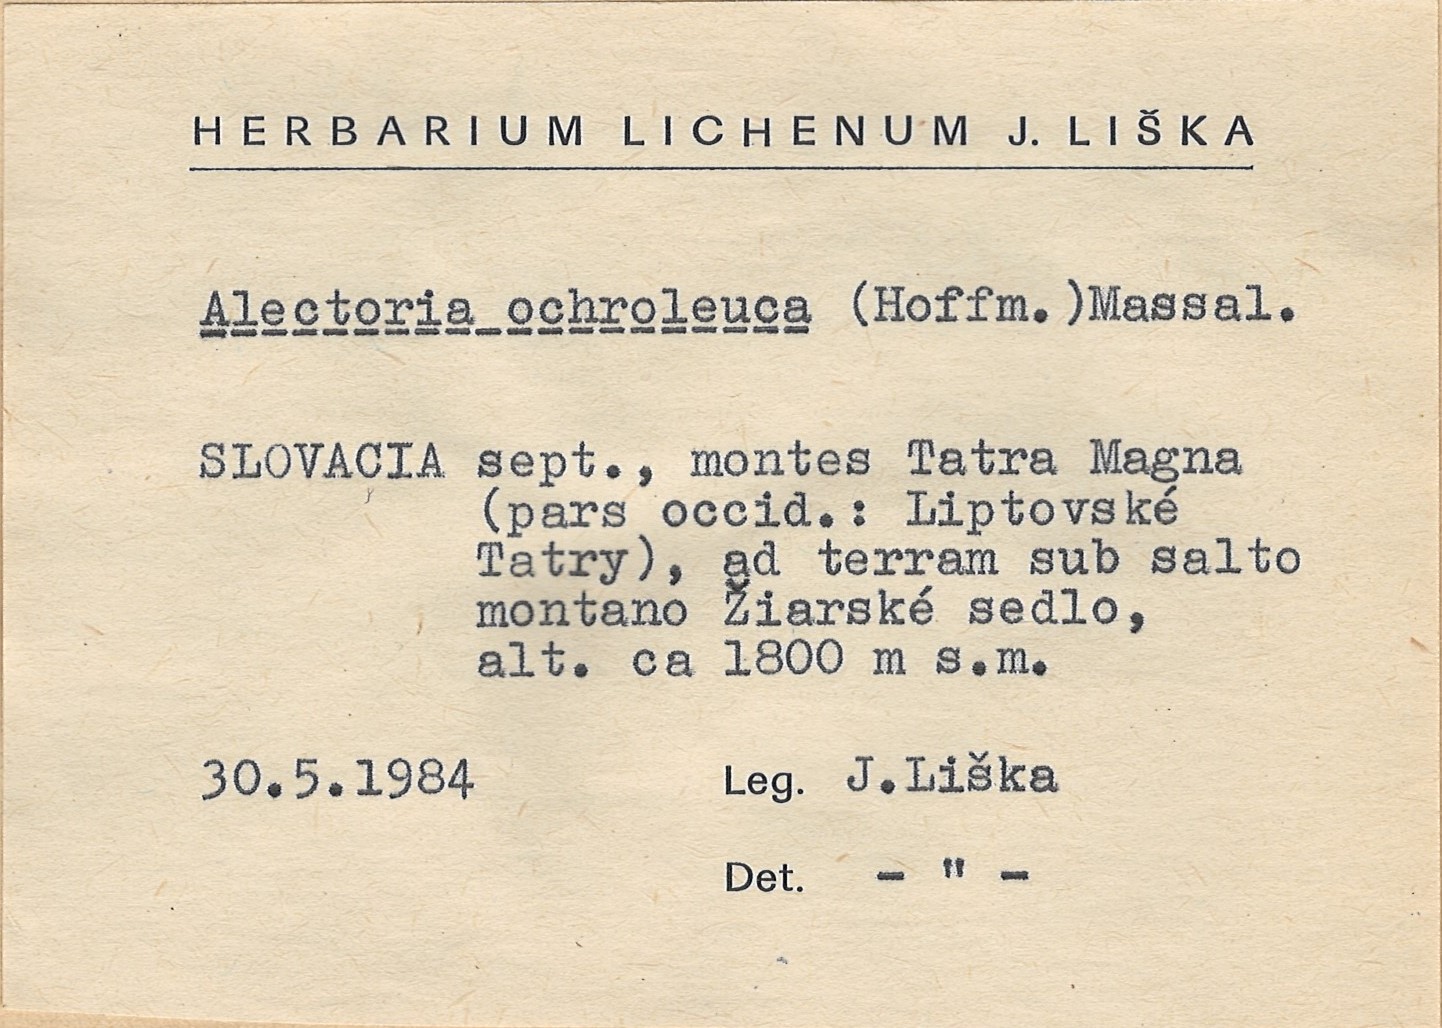 HERBARIUM LICHENUM J. LIŠKA
Alectoria ochroleuca (Hoffm.)Massal.
SLOVACIA sept., montes Tatra Magna
(pars occid.: Liptovské
Tatry), ad terram sub salto
montano Žiarské sedlo,
alt. ca 1800 m s.m.
30.5.1984 Leg. J.Liška
Det. - " -